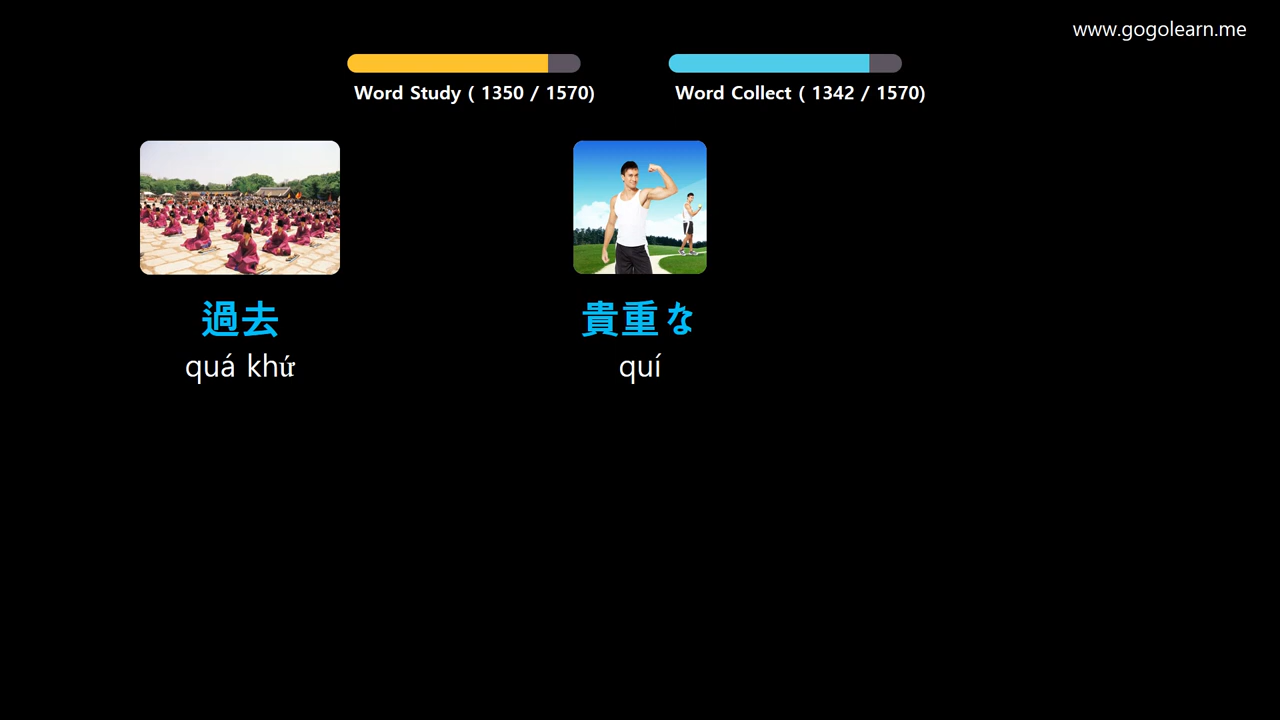 www.gogolearn.me
Word Study ( 1350 / 1570)
Word Collect ( 1342 / 1570)
過去
quá khứ
貴重な
quí